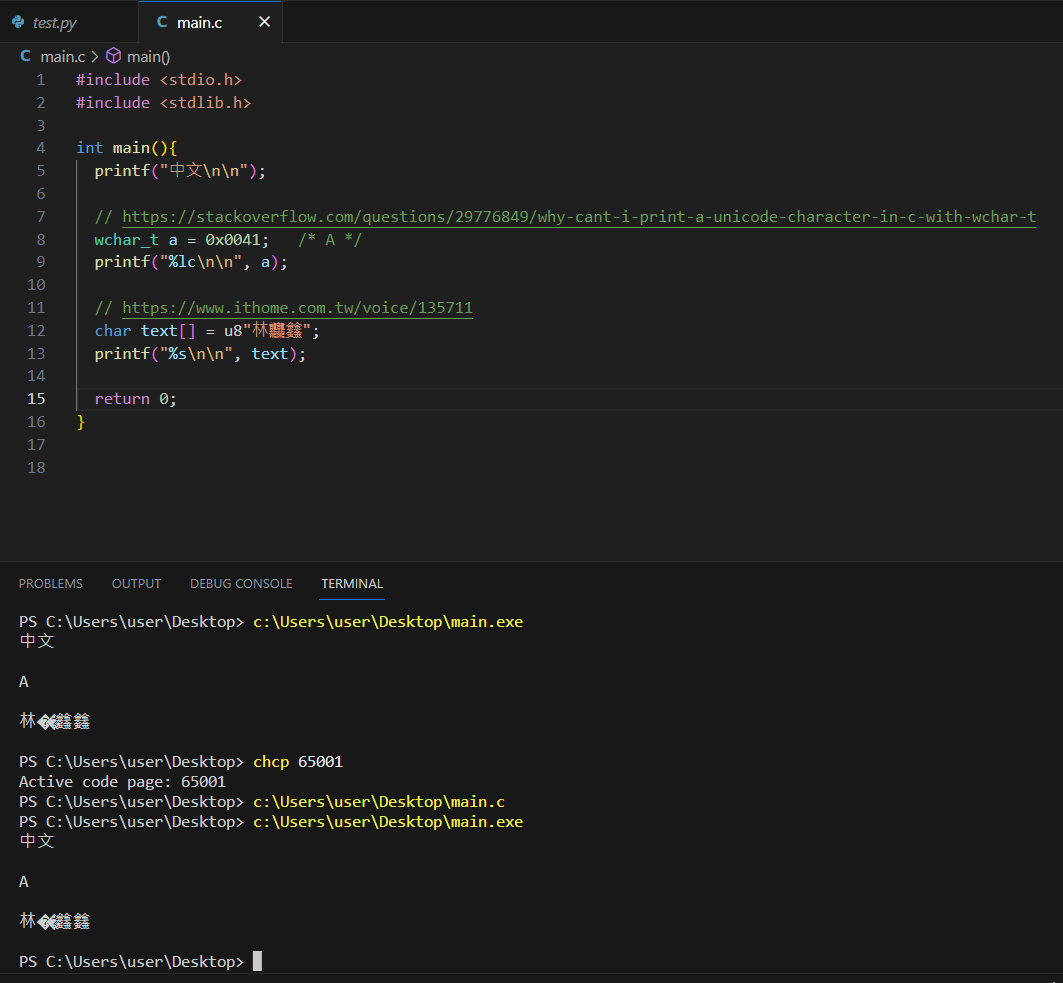 test.py
main.c
main.c > main()
1 #include <stdio.h>
2 #include <stdlib.h>
3
4 int main(){
5 printf("中文\n\n");
6
7 // https://stackoverflow.com/questions/29776849/why-cant-i-print-a-unicode-character-in-c-with-wchar-t
8 wchar_t a = 0x0041; /* A */
9 printf("%lc\n\n", a);
10
11 // https://www.ithome.com.tw/voice/135711
12 char text[] = u8"林鑫";
13 printf("%s\n\n", text);
14
15 return 0;
16 }
17
18
PROBLEMS OUTPUT DEBUG CONSOLE TERMINAL
PS C:\Users\user\Desktop> c:\Users\user\Desktop\main.exe
中文
A
林�鑫鑫
PS C:\Users\user\Desktop> chcp 65001
Active code page: 65001
PS C:\Users\user\Desktop> c:\Users\user\Desktop\main.c
PS C:\Users\user\Desktop> c:\Users\user\Desktop\main.exe
中文
A
林�鑫鑫
PS C:\Users\user\Desktop>